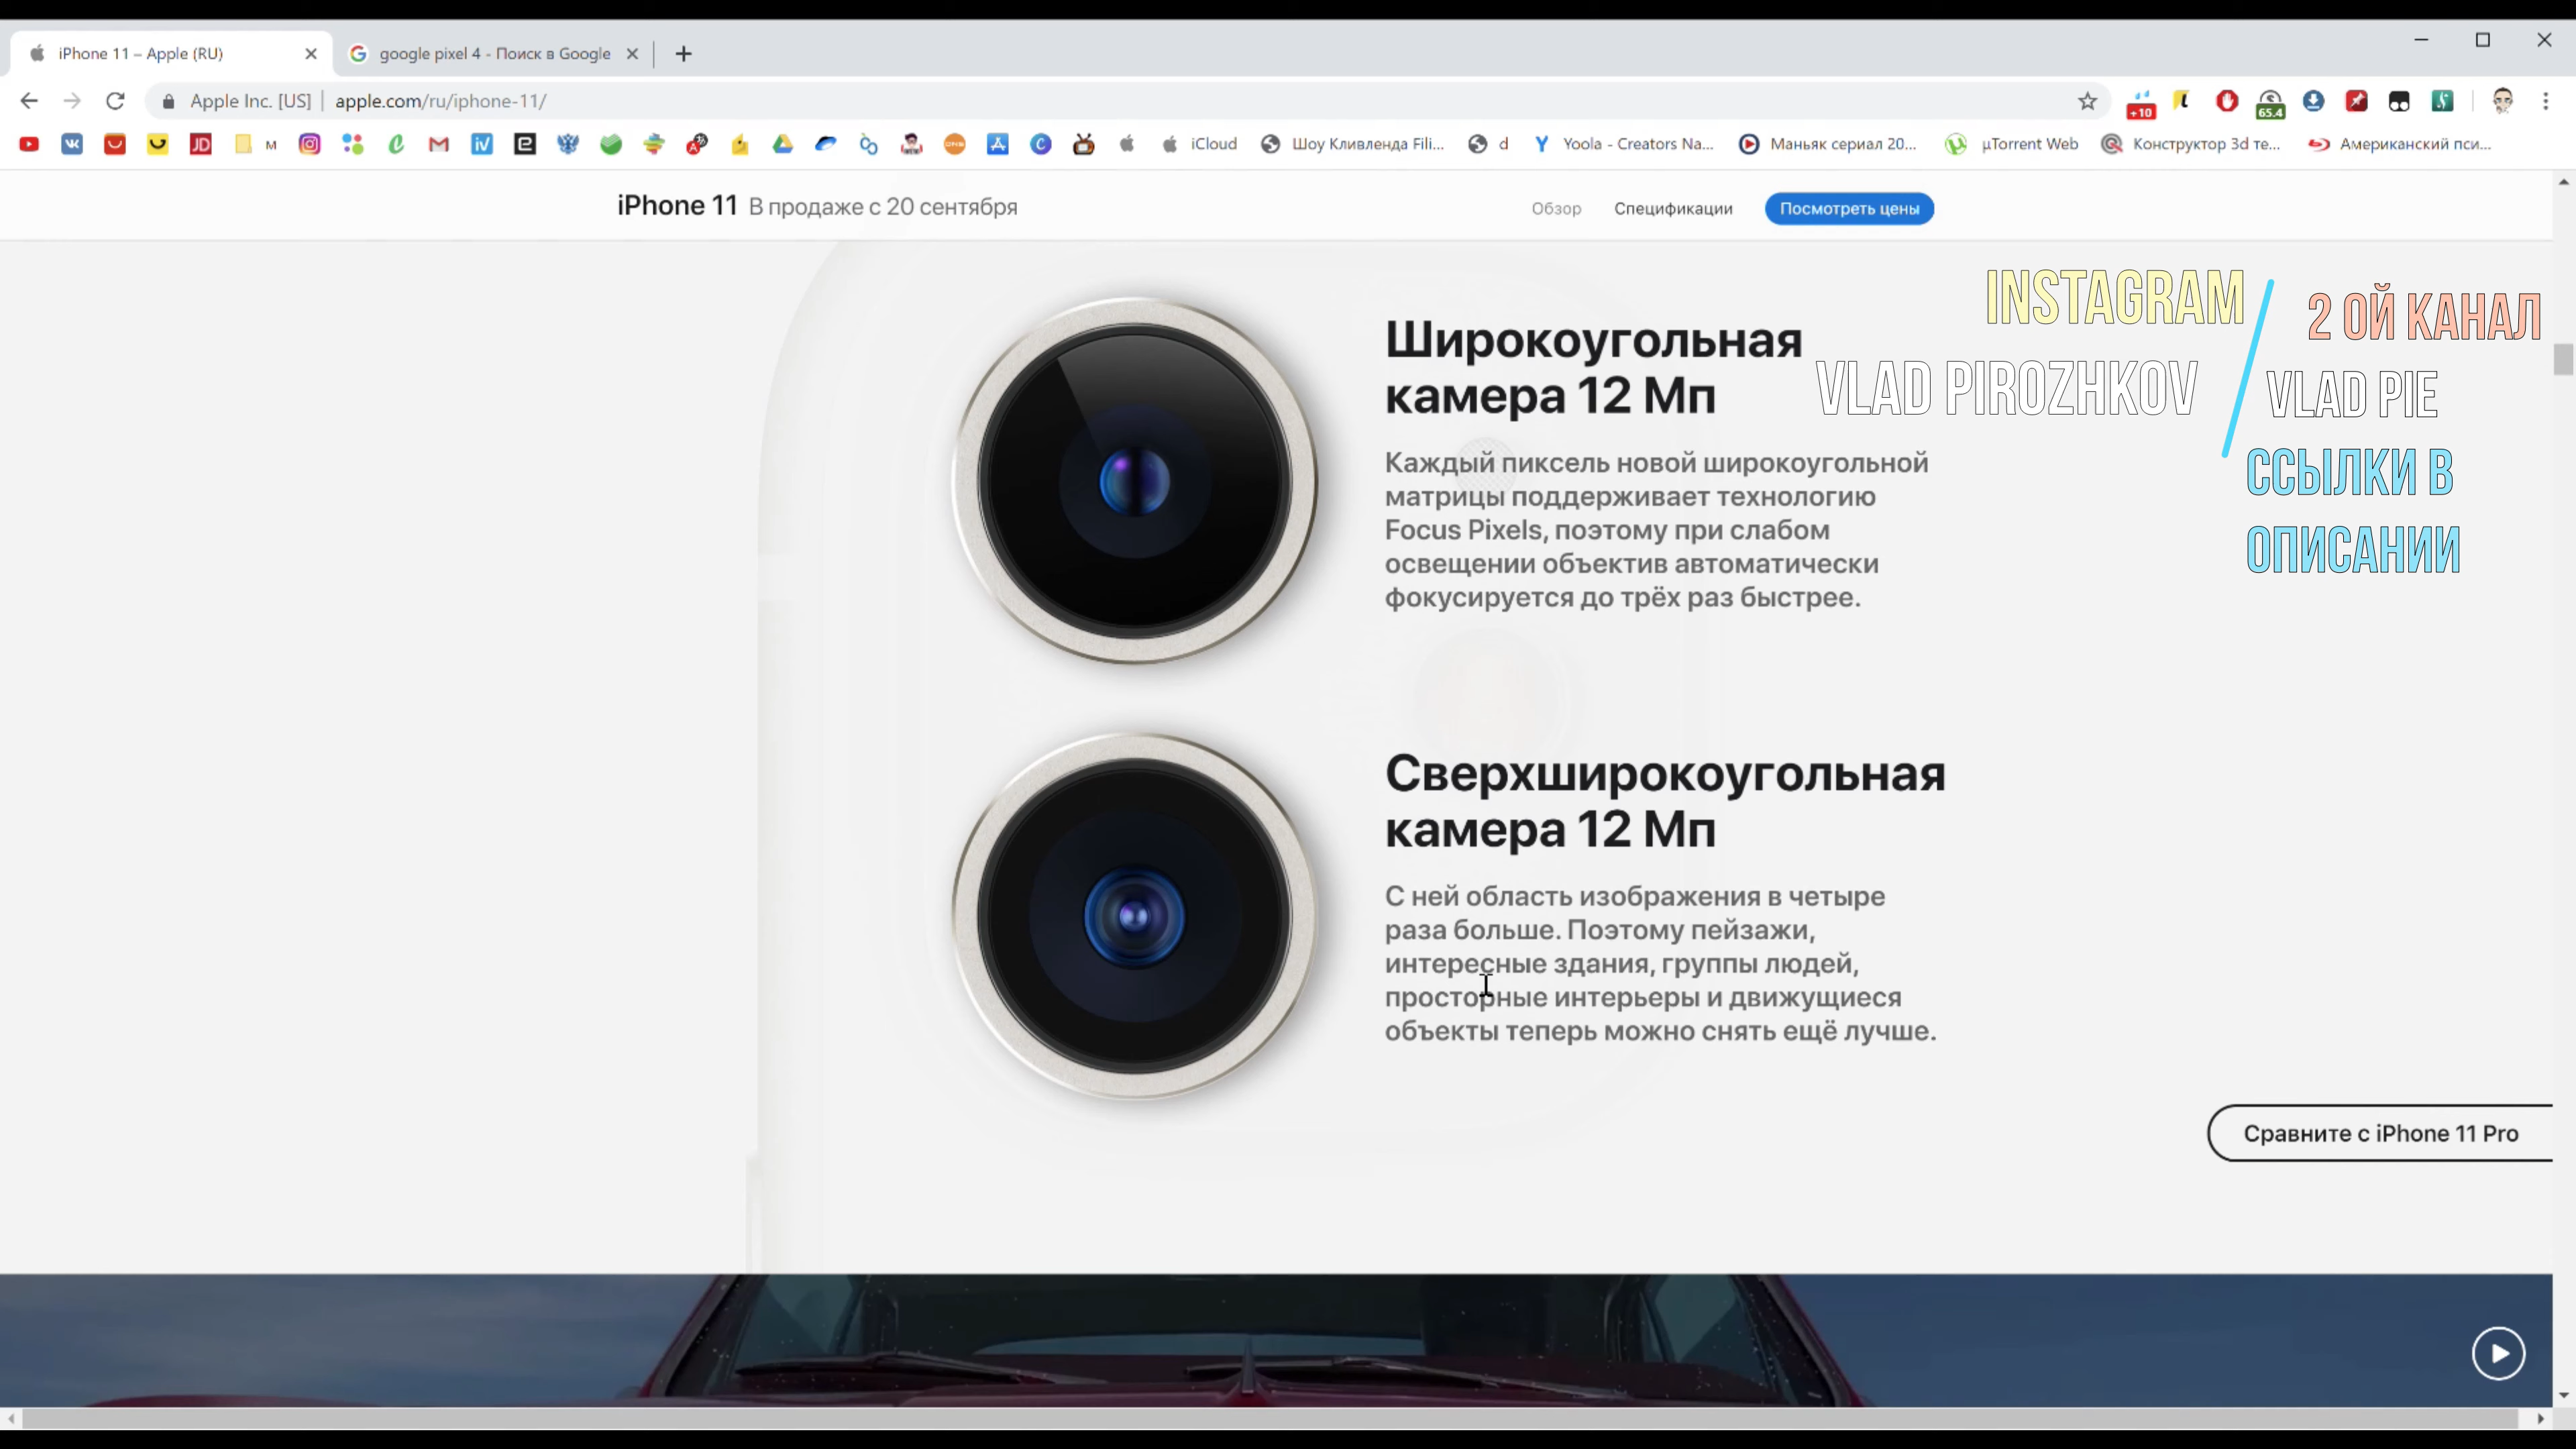 iPhone 11 – Apple (RU)
google pixel 4 - Поиск в Google
Apple Inc. [US] | apple.com/ru/iphone-11/
+10
65.4
JD
м
iV
iCloud
Шоу Кливленда Fili...
d
Yoola - Creators Na...
Маньяк сериал 20...
µTorrent Web
Конструктор 3d те...
Американский пси...
iPhone 11 В продаже с 20 сентября
Обзор
Спецификации
Посмотреть цены
INSTAGRAM
VLAD PIROZHKOV
2 ОЙ КАНАЛ
VLAD PIE
ССЫЛКИ В
ОПИСАНИИ
Широкоугольная
камера 12 Мп
Каждый пиксель новой широкоугольной
матрицы поддерживает технологию
Focus Pixels, поэтому при слабом
освещении объектив автоматически
фокусируется до трёх раз быстрее.
Сверхширокоугольная
камера 12 Мп
С ней область изображения в четыре
раза больше. Поэтому пейзажи,
интересные здания, группы людей,
просторные интерьеры и движущиеся
объекты теперь можно снять ещё лучше.
Сравните с iPhone 11 Pro